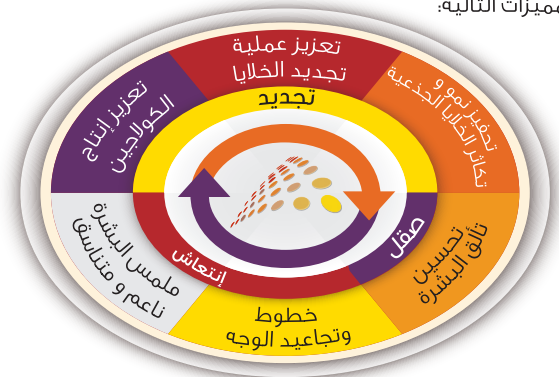 المميزات التالية:
تعزيز عملية
تجديد الخلايا
تحفيز نمو و
تكاثر الخلايا الجذعية
تحسين
تألق البشرة
خطوط
وتجاعيد الوجه
ملمس البشرة
ناعم و متناسق
تعزيز إنتاج
الكولاجين
تجديد
صقل
إنتعاش